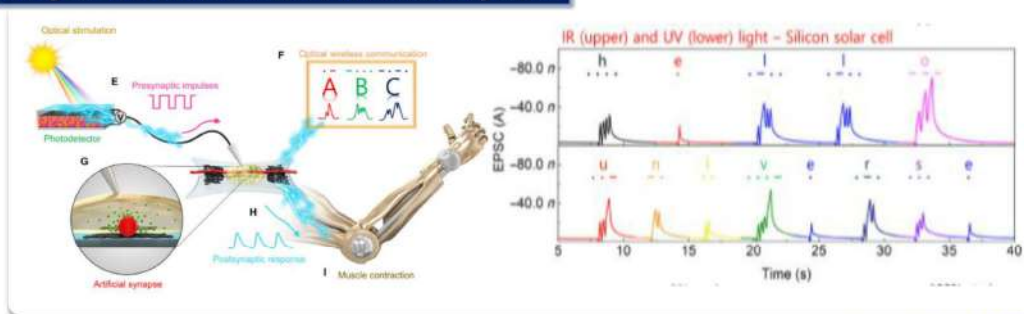 Optical stimulation
E
Presynaptic impulses
V
Photodetector
G
F
Optical wireless communication
A B C
H
Postsynaptic response
I
Muscle contraction
Artificial synapse
IR (upper) and UV (lower) light – Silicon solar cell
h e l l o
−80.0 n
−40.0 n
EPSC (A)
u n i v e r s e
−80.0 n
−40.0 n
5 10 15 20 25 30 35 40
Time (s)